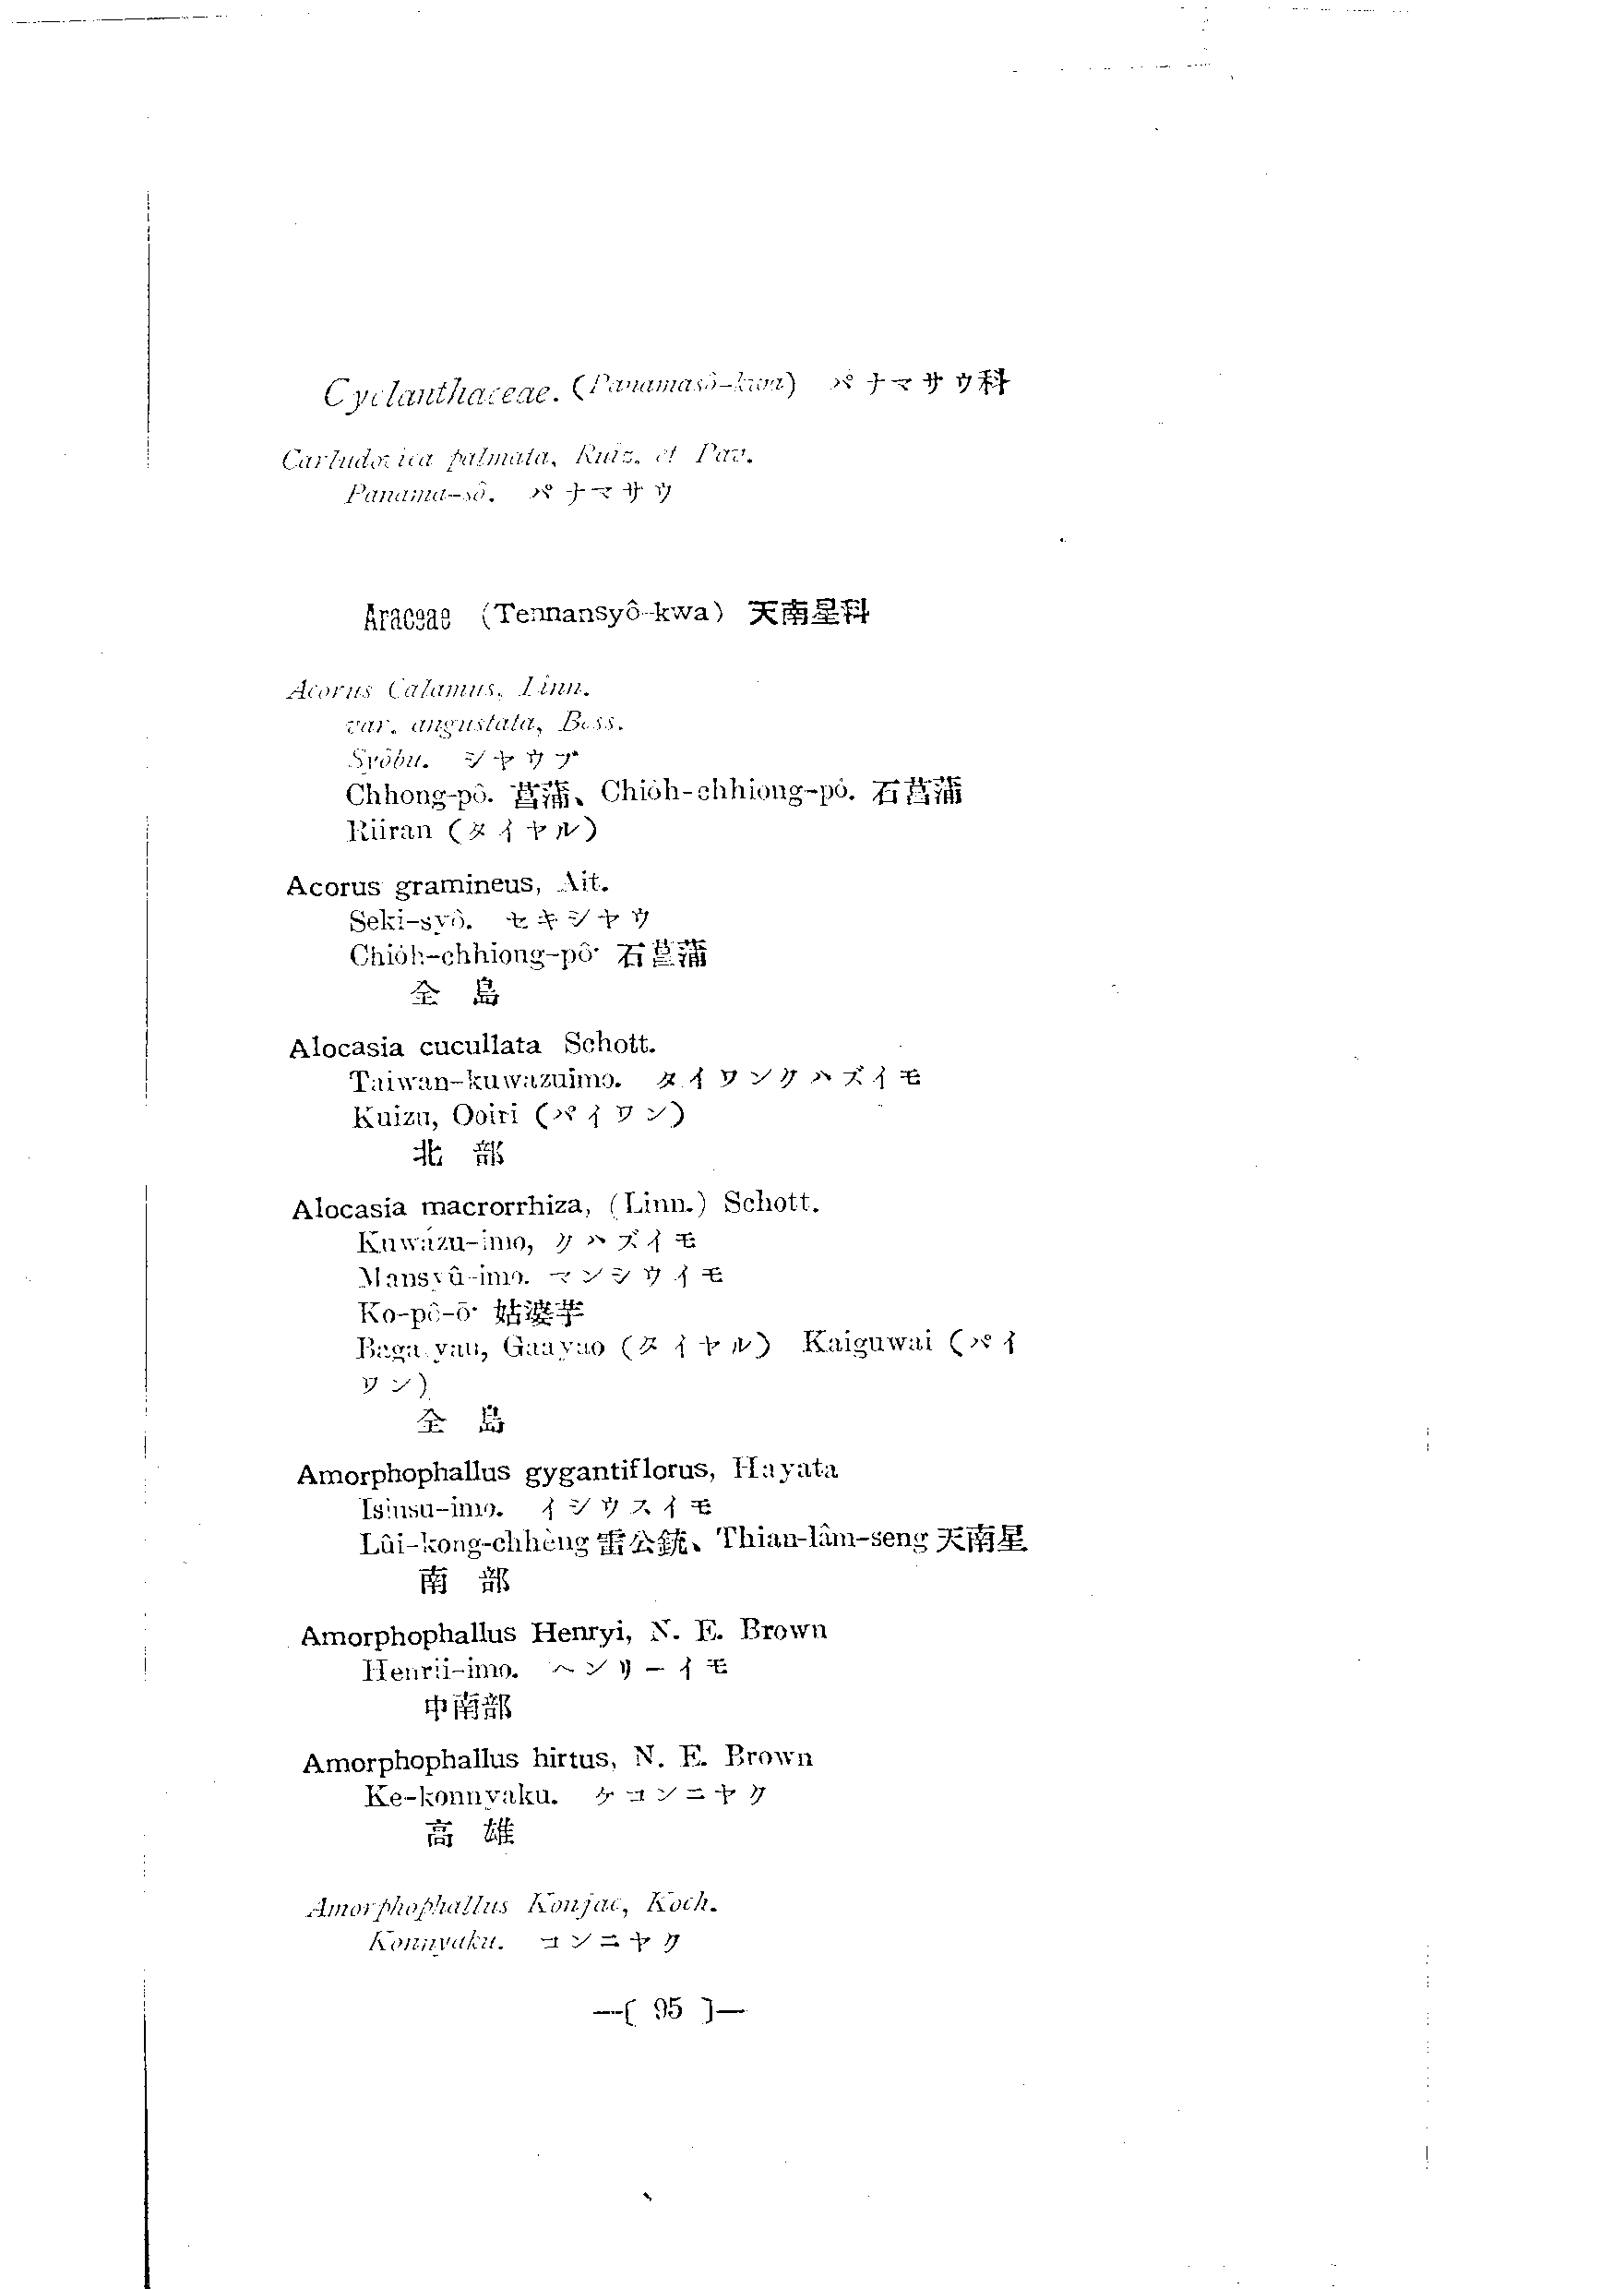 Cyclanthaceae. (Panamasô-kwa) パナマサウ科
Carludovica palmata, Ruiz. et Pav.
Panama-sô. パナマサウ
Araceae (Tennansyô-kwa) 天南星科
Acorus Calamus, Linn.
var. angustata, Bess.
Syôbu. シヤウブ
Chhong-pô. 菖蒲、Chióh-chhiong-pô. 石菖蒲
Riiran (タイヤル)
Acorus gramineus, Ait.
Seki-syô. セキシヤウ
Chióh-chhiong-pô· 石菖蒲
全島
Alocasia cucullata Schott.
Taiwan-kuwazuimo. タイワンクハズイモ
Kuizu, Ooiri (パイワン)
北部
Alocasia macrorrhiza, (Linn.) Schott.
Kuwazu-imo, クハズイモ
Mansyû-imo. マンシウイモ
Ko-pô-ō· 姑婆芋
Baga yau, Gaayao (タイヤル) Kaiguwai (パイ
ワン)
全島
Amorphophallus gygantiflorus, Hayata
Isiusu-imo. イシウスイモ
Lûi-kong-chhèng 雷公銃、Thian-lâm-seng 天南星
南部
Amorphophallus Henryi, N. E. Brown
Henrii-imo. ヘンリーイモ
中南部
Amorphophallus hirtus, N. E. Brown
Ke-konnyaku. ケコンニヤク
高雄
Amorphophallus Konjac, Koch.
Konnyaku. コンニヤク
—( 95 )—